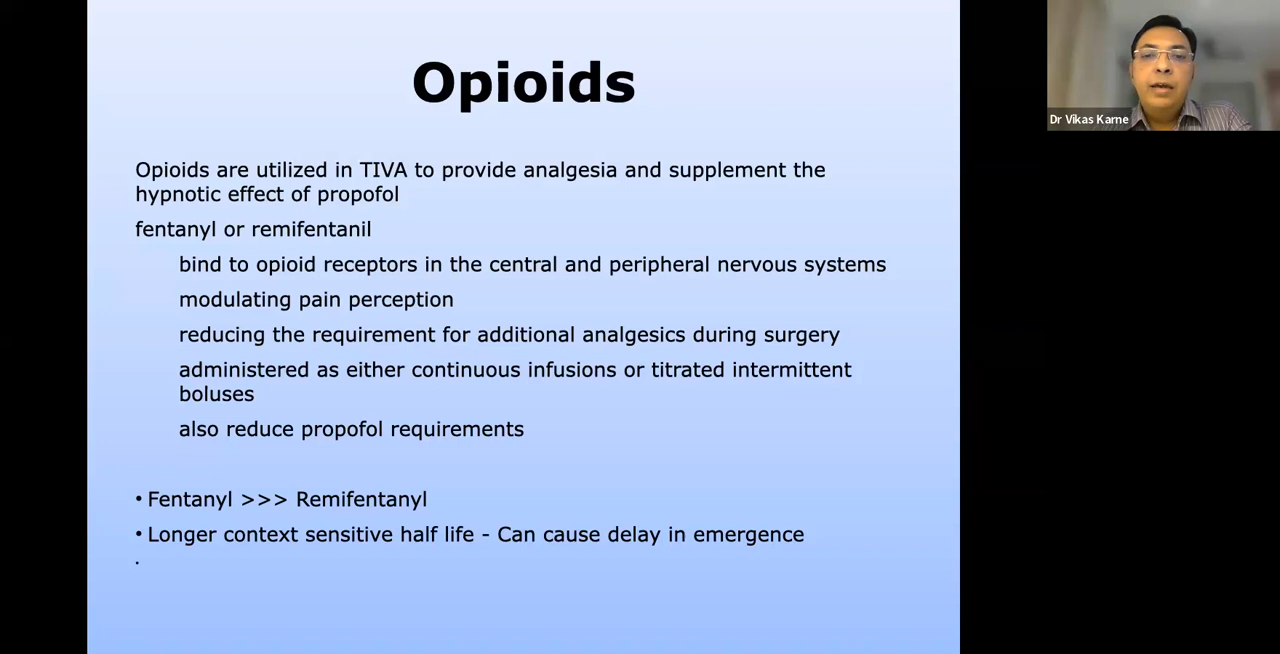 Opioids
Opioids are utilized in TIVA to provide analgesia and supplement the
hypnotic effect of propofol
fentanyl or remifentanil
bind to opioid receptors in the central and peripheral nervous systems
modulating pain perception
reducing the requirement for additional analgesics during surgery
administered as either continuous infusions or titrated intermittent
boluses
also reduce propofol requirements
• Fentanyl >>> Remifentanyl
• Longer context sensitive half life - Can cause delay in emergence
•
Dr Vikas Karne